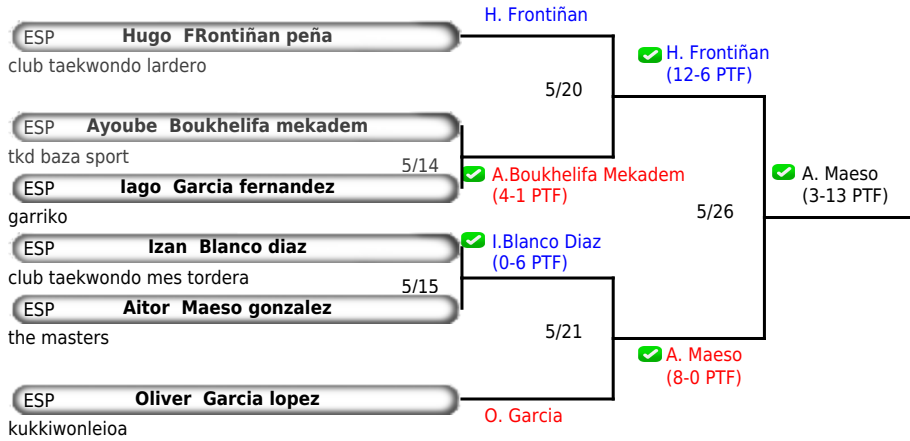 H. Frontiñan
ESP Hugo FRontiñan peña
club taekwondo lardero
H. Frontiñan
(12-6 PTF)
5/20
ESP Ayoube Boukhelifa mekadem
tkd baza sport
5/14
A.Boukhelifa Mekadem
(4-1 PTF)
ESP Iago Garcia fernandez
garriko
A. Maeso
(3-13 PTF)
5/26
ESP Izan Blanco diaz
club taekwondo mes tordera
I.Blanco Diaz
(0-6 PTF)
5/15
ESP Aitor Maeso gonzalez
the masters
5/21
A. Maeso
(8-0 PTF)
ESP Oliver Garcia lopez
kukkiwonleioa
O. Garcia